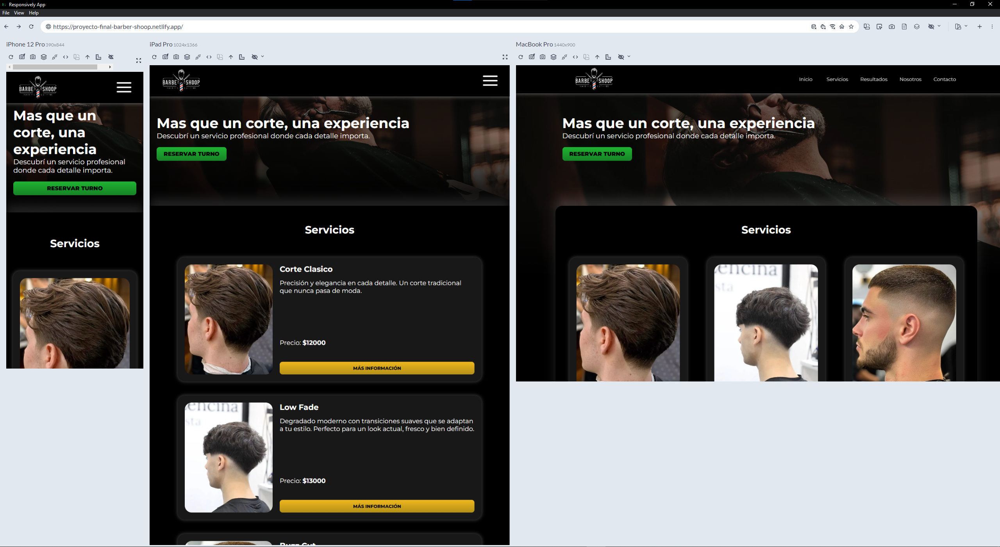 Responsively App
File View Help
https://proyecto-final-barber-shoop.netlify.app/
iPhone 12 Pro 390x844
BARBE SHOOP
Mas que un
corte, una
experiencia
Descubrí un servicio profesional
donde cada detalle importa.
RESERVAR TURNO
Servicios
iPad Pro 1024x1366
BARBE SHOOP
Mas que un corte, una experiencia
Descubrí un servicio profesional donde cada detalle importa.
RESERVAR TURNO
Servicios
Corte Clasico
Precisión y elegancia en cada detalle. Un corte tradicional
que nunca pasa de moda.
Precio: $12000
MÁS INFORMACIÓN
encina
sta
Low Fade
Degradado moderno con transiciones suaves que se adaptan
a tu estilo. Perfecto para un look actual, fresco y bien definido.
Precio: $13000
MÁS INFORMACIÓN
Buzz Cut
MacBook Pro 1440x900
BARBE SHOOP
Inicio Servicios Resultados Nosotros Contacto
Mas que un corte, una experiencia
Descubrí un servicio profesional donde cada detalle importa.
RESERVAR TURNO
Servicios
encina
sta